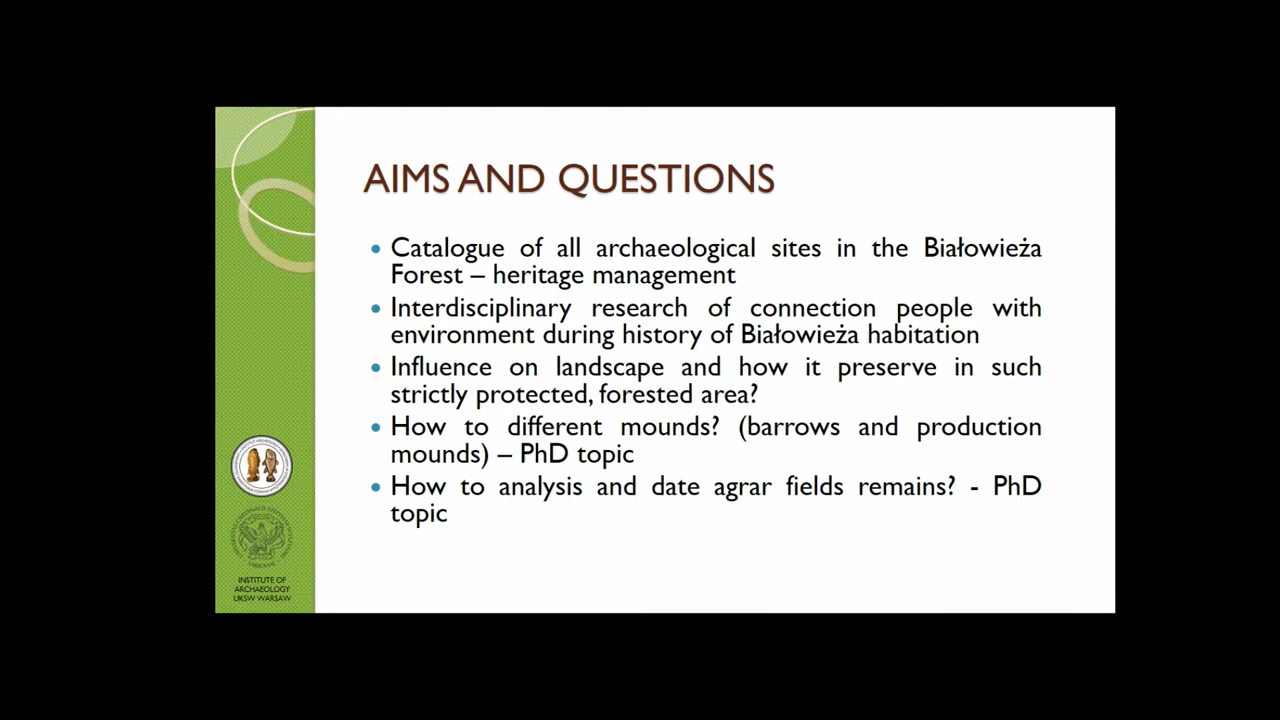 AIMS AND QUESTIONS
Catalogue of all archaeological sites in the Białowieża
Forest – heritage management
Interdisciplinary research of connection people with
environment during history of Białowieża habitation
Influence on landscape and how it preserve in such
strictly protected, forested area?
How to different mounds? (barrows and production
mounds) – PhD topic
How to analysis and date agrar fields remains? - PhD
topic
INSTITUTE OF
ARCHAEOLOGY
UKSW WARSAW